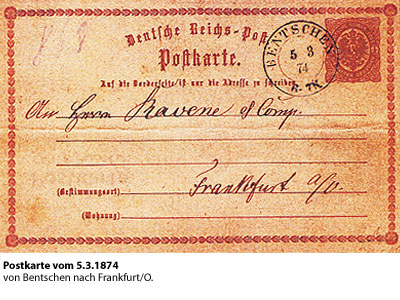 Deutsche Reichs-Post
Postkarte.
BENTSCHEN
5 3
74
Auf die Vorderseite ist nur die Adresse zu schreiben.
An Herrn Ravené & Comp.
Frankfurt a/O.
(Bestimmungsort)
(Wohnung)
Postkarte vom 5.3.1874
von Bentschen nach Frankfurt/O.